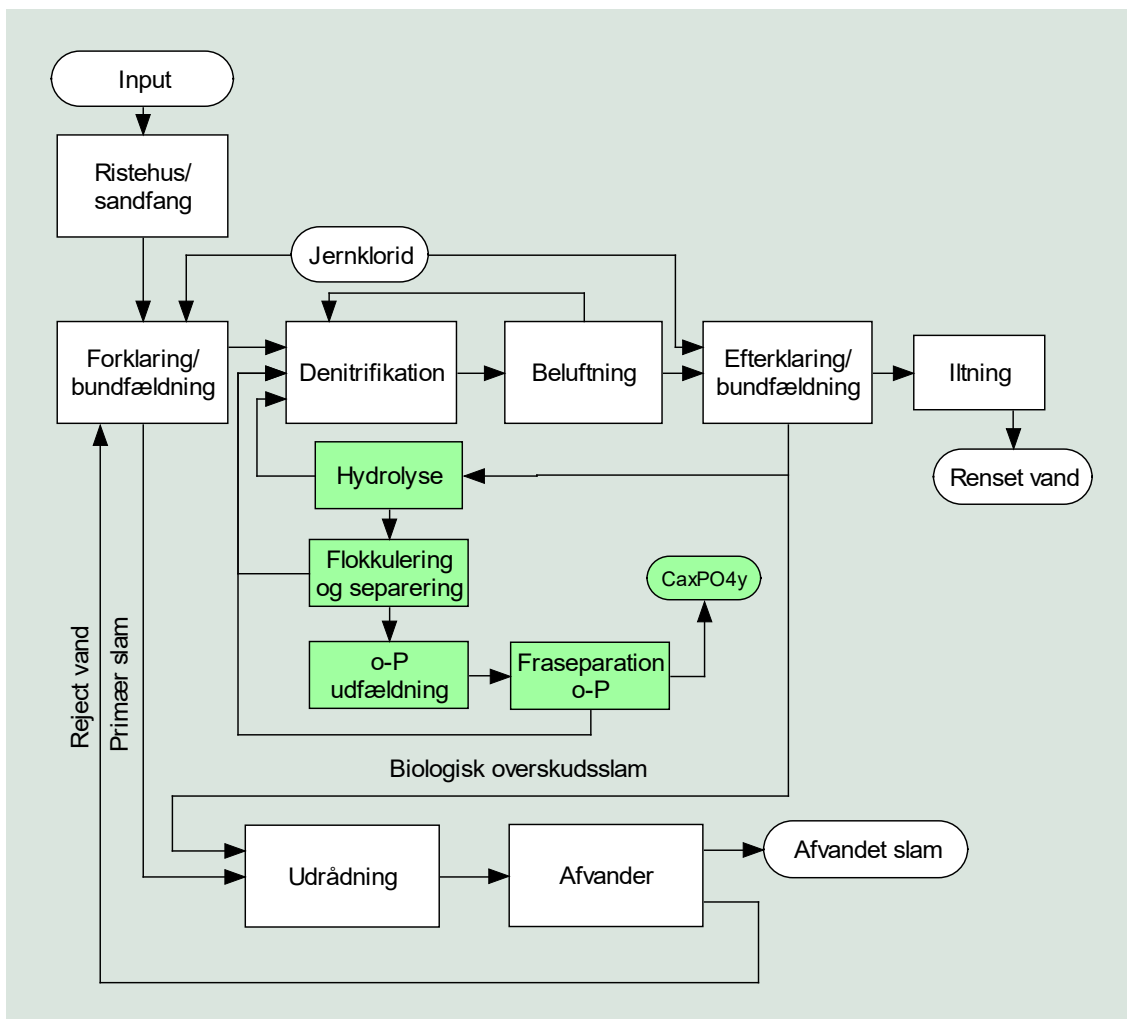 Input
Ristehus/
sandfang
Jernklorid
Forklaring/
bundfældning
Denitrifikation
Beluftning
Efterklaring/
bundfældning
Iltning
Renset vand
Hydrolyse
Flokkulering
og separering
CaxPO4y
o-P
udfældning
Fraseparation
o-P
Reject vand
Primær slam
Biologisk overskudsslam
Udrådning
Afvander
Afvandet slam